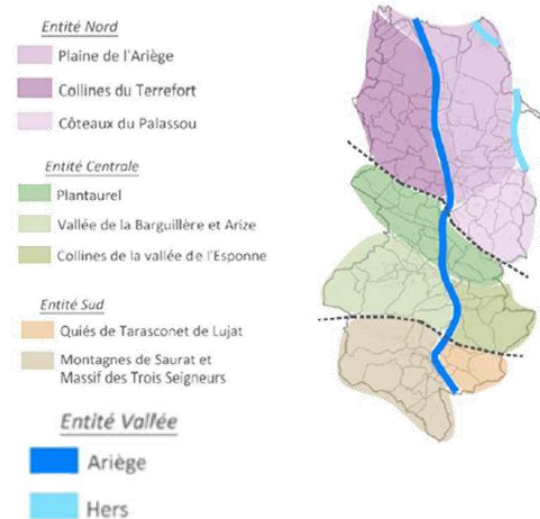 Entité Nord
Plaine de l'Ariège
Collines du Terrefort
Côteaux du Palassou
Entité Centrale
Plantaurel
Vallée de la Barguillère et Arize
Collines de la vallée de l'Esponne
Entité Sud
Quiés de Tarasconet de Lujat
Montagnes de Saurat et
Massif des Trois Seigneurs
Entité Vallée
Ariège
Hers